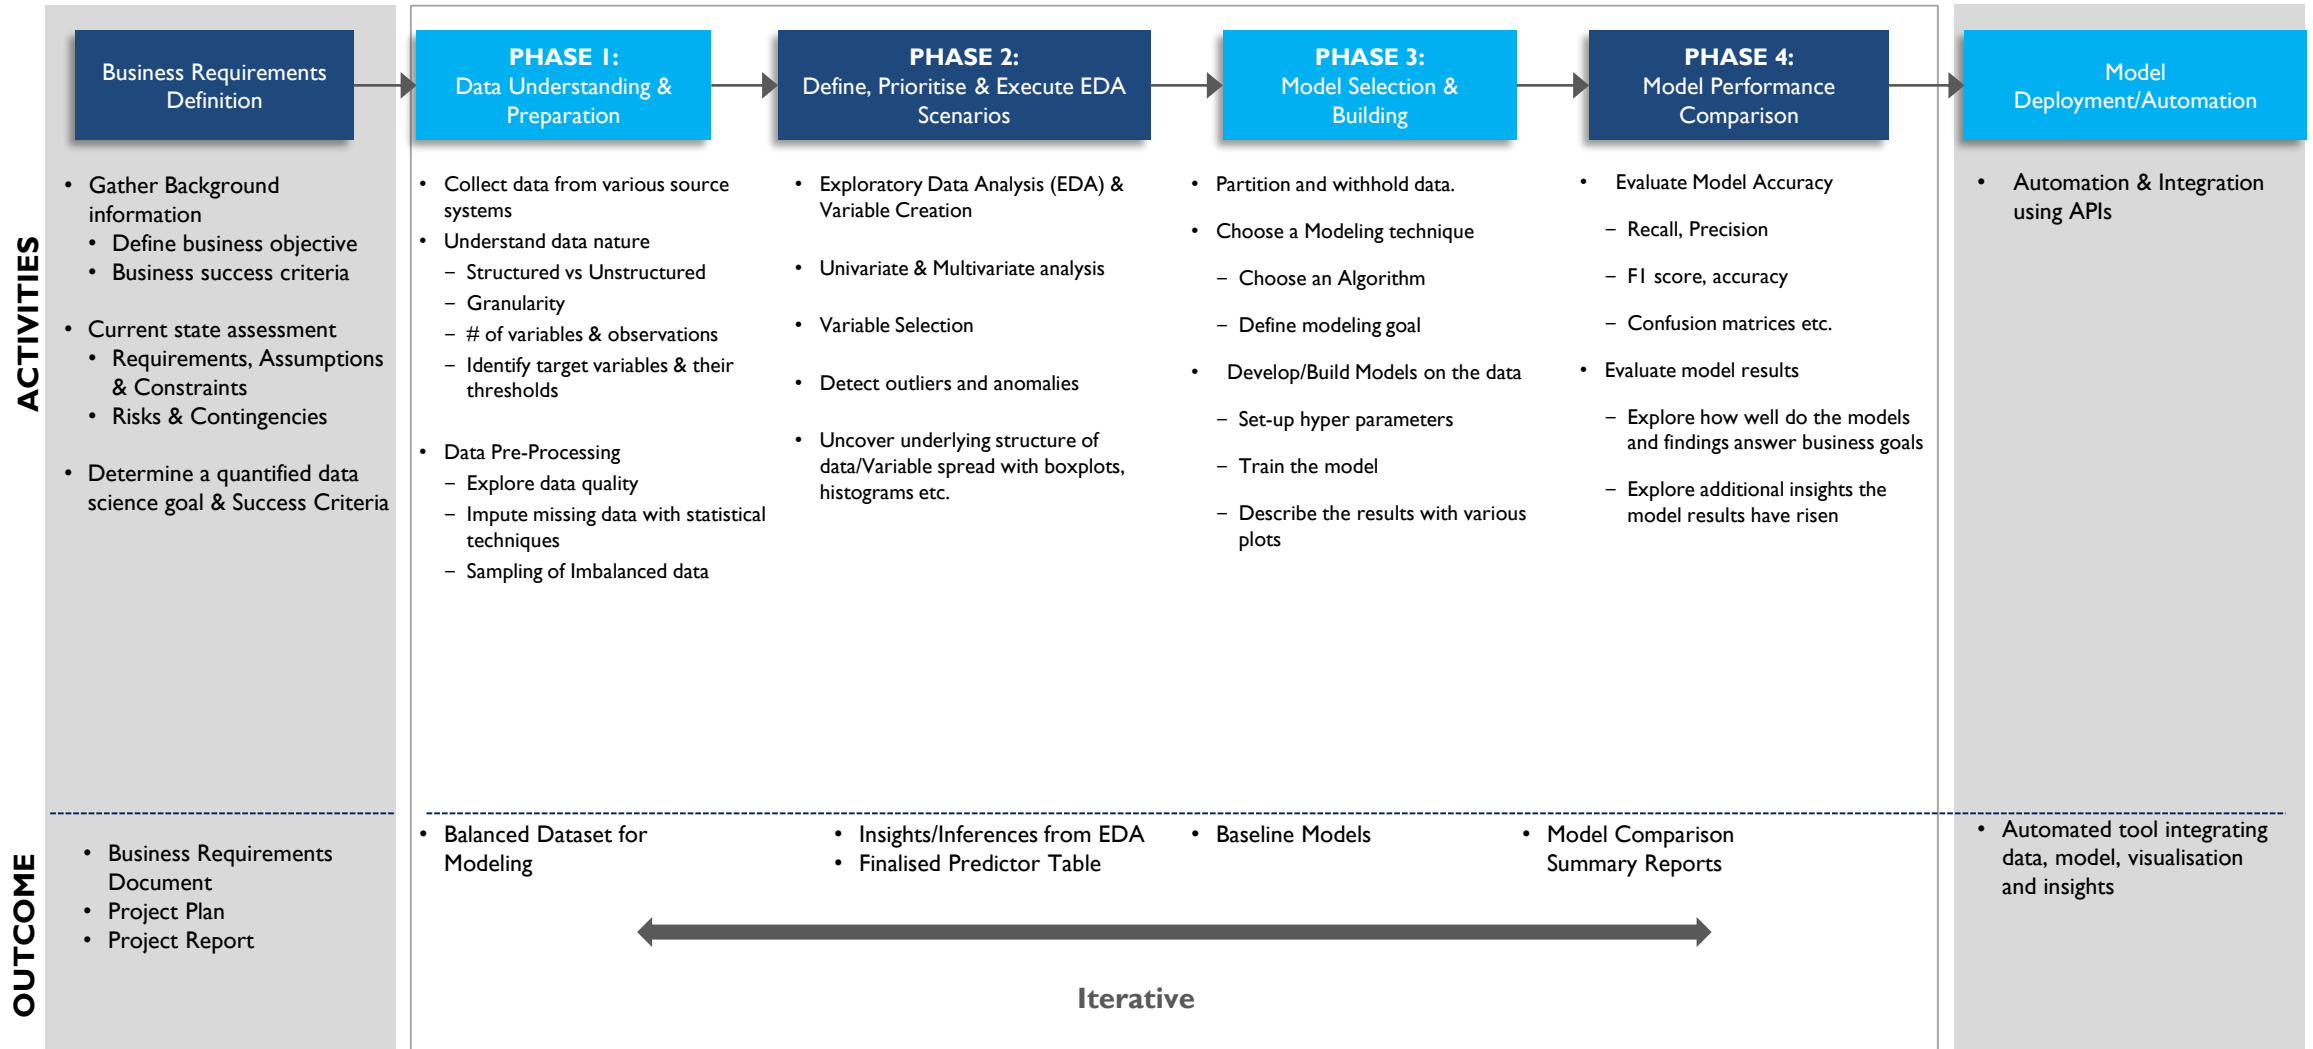 Business Requirements
Definition
PHASE 1:
Data Understanding &
Preparation
PHASE 2:
Define, Prioritise & Execute EDA
Scenarios
PHASE 3:
Model Selection &
Building
PHASE 4:
Model Performance
Comparison
Model
Deployment/Automation
ACTIVITIES
• Gather Background
information
• Define business objective
• Business success criteria
• Current state assessment
• Requirements, Assumptions
& Constraints
• Risks & Contingencies
• Determine a quantified data
science goal & Success Criteria
• Collect data from various source
systems
• Understand data nature
– Structured vs Unstructured
– Granularity
– # of variables & observations
– Identify target variables & their
thresholds
• Data Pre-Processing
– Explore data quality
– Impute missing data with statistical
techniques
– Sampling of Imbalanced data
• Exploratory Data Analysis (EDA) &
Variable Creation
• Univariate & Multivariate analysis
• Variable Selection
• Detect outliers and anomalies
• Uncover underlying structure of
data/Variable spread with boxplots,
histograms etc.
• Partition and withhold data.
• Choose a Modeling technique
– Choose an Algorithm
– Define modeling goal
• Develop/Build Models on the data
– Set-up hyper parameters
– Train the model
– Describe the results with various
plots
• Evaluate Model Accuracy
– Recall, Precision
– F1 score, accuracy
– Confusion matrices etc.
• Evaluate model results
– Explore how well do the models
and findings answer business goals
– Explore additional insights the
model results have risen
• Automation & Integration
using APIs
OUTCOME
• Business Requirements
Document
• Project Plan
• Project Report
• Balanced Dataset for
Modeling
• Insights/Inferences from EDA
• Finalised Predictor Table
• Baseline Models
• Model Comparison
Summary Reports
• Automated tool integrating
data, model, visualisation
and insights
Iterative